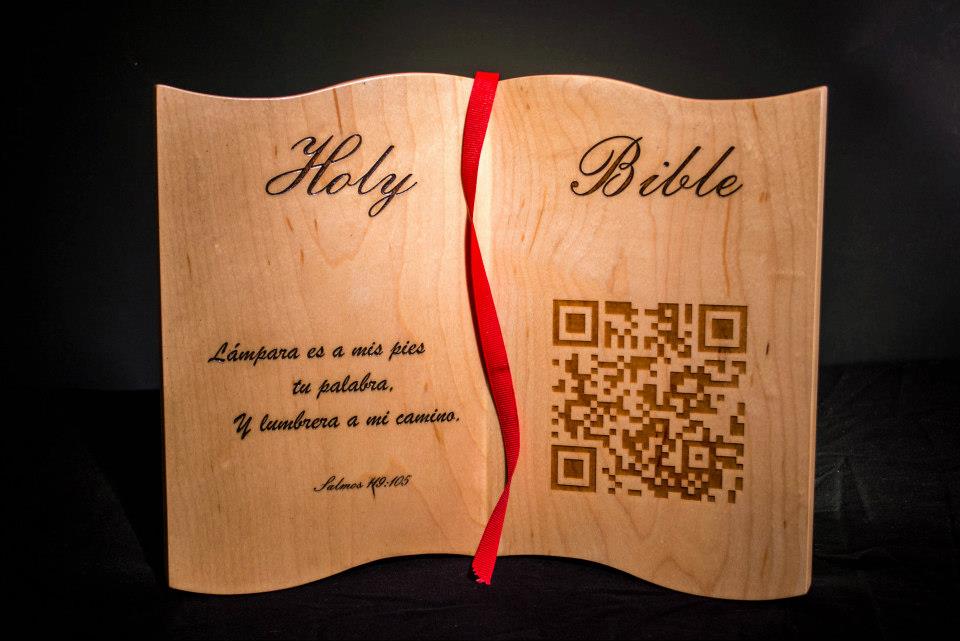 Holy Bible
Lámpara es a mis pies
tu palabra,
Y lumbrera a mi camino.
Salmos 119:105